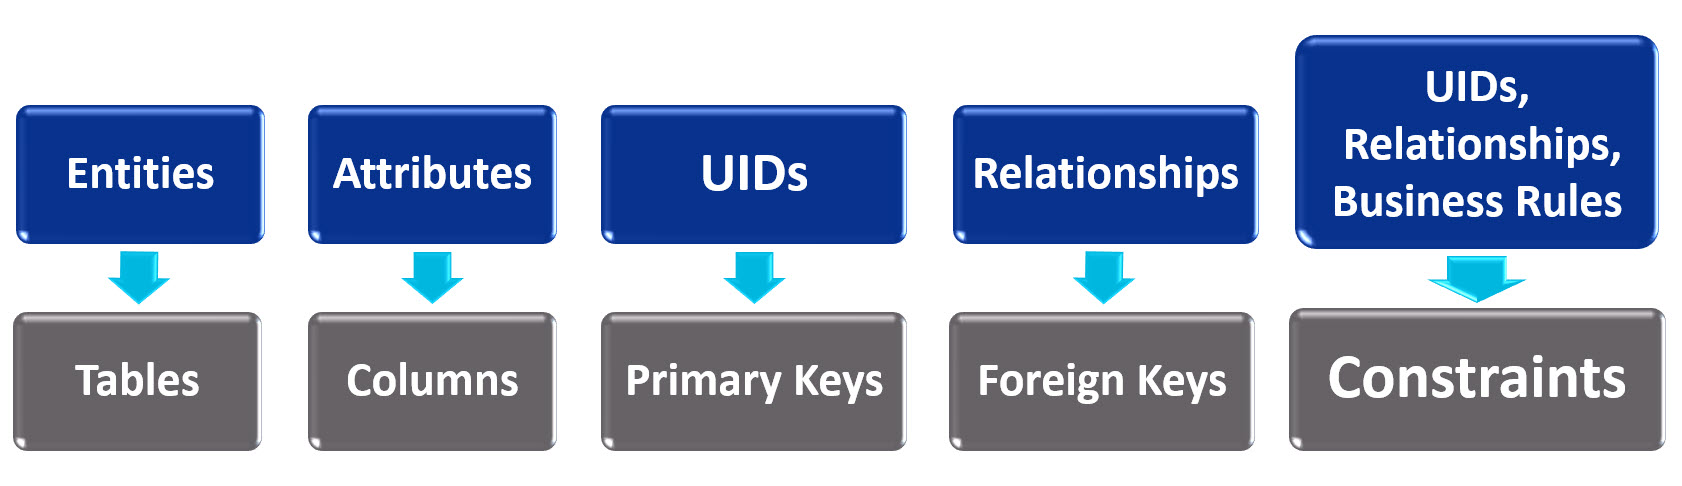 Entities
Attributes
UIDs
Relationships
UIDs,
Relationships,
Business Rules
Tables
Columns
Primary Keys
Foreign Keys
Constraints